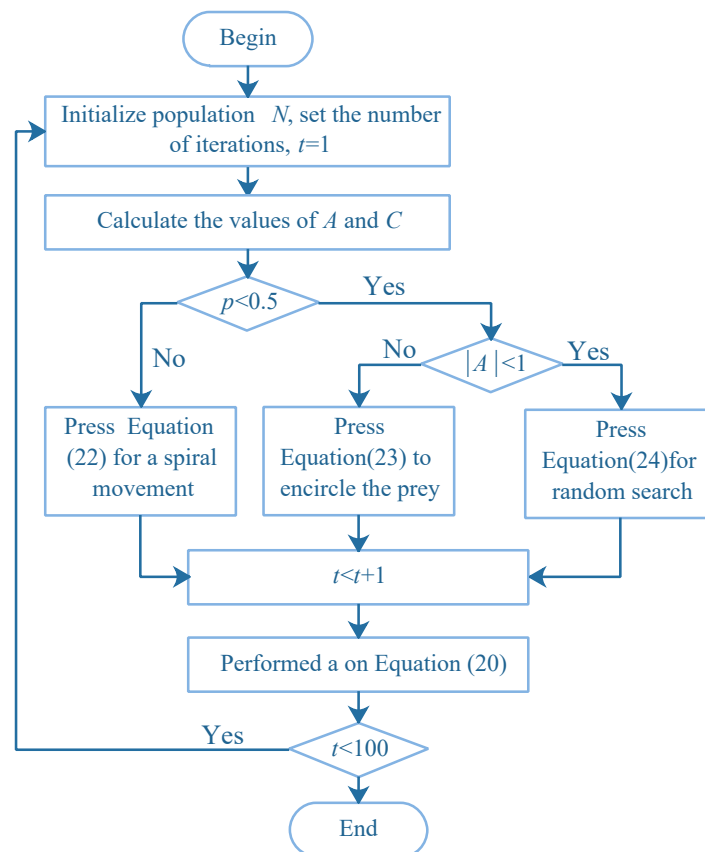 Begin
Initialize population N, set the number
of iterations, t=1
Calculate the values of A and C
p<0.5
Yes
No
No
|A|<1
Yes
Press Equation
(22) for a spiral
movement
Press
Equation(23) to
encircle the prey
Press
Equation(24)for
random search
t<t+1
Performed a on Equation (20)
Yes
t<100
End